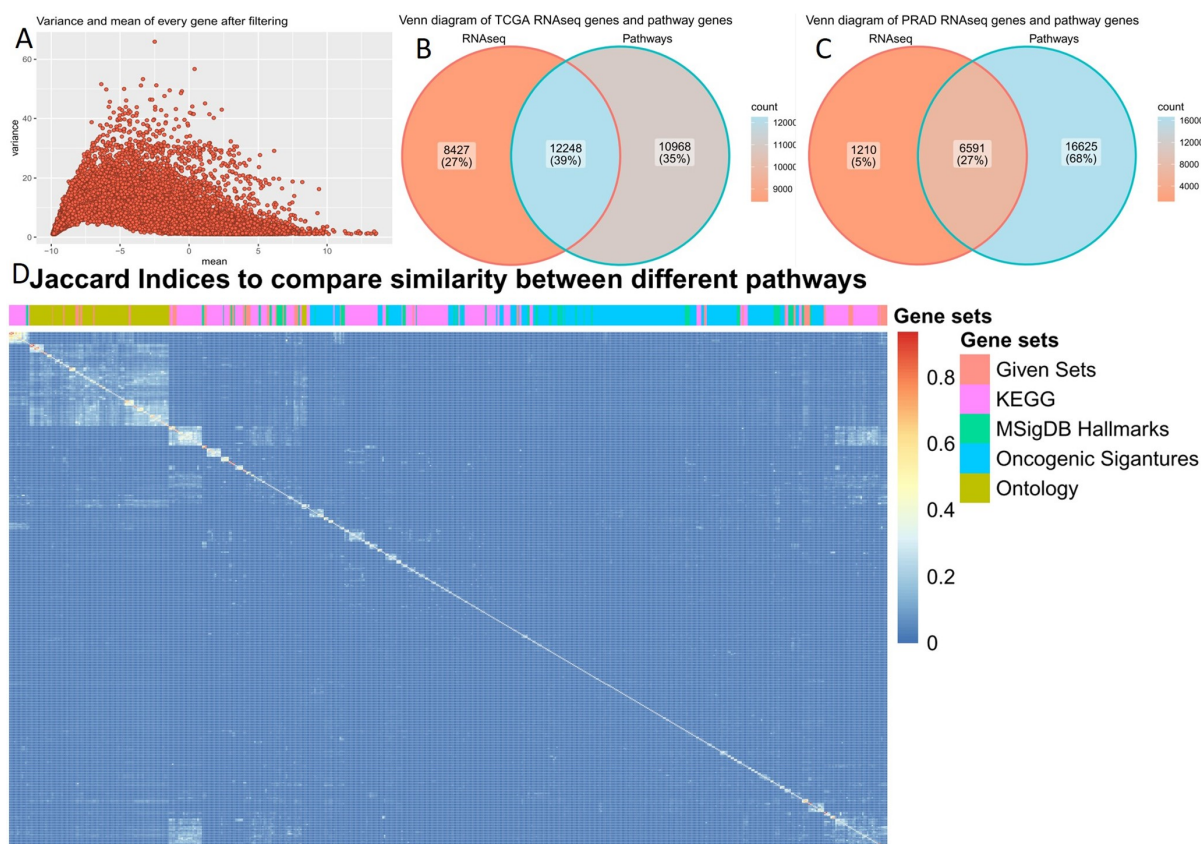 A
Variance and mean of every gene after filtering
60
40
20
0
variance
−10
−5
0
5
10
mean
B
Venn diagram of TCGA RNAseq genes and pathway genes
RNAseq
Pathways
8427
(27%)
12248
(39%)
10968
(35%)
count
12000
11000
10000
9000
C
Venn diagram of PRAD RNAseq genes and pathway genes
RNAseq
Pathways
1210
(5%)
6591
(27%)
16625
(68%)
count
16000
12000
8000
4000
D
Jaccard Indices to compare similarity between different pathways
Gene sets
0.8
0.6
0.4
0.2
0
Gene sets
Given Sets
KEGG
MSigDB Hallmarks
Oncogenic Sigantures
Ontology